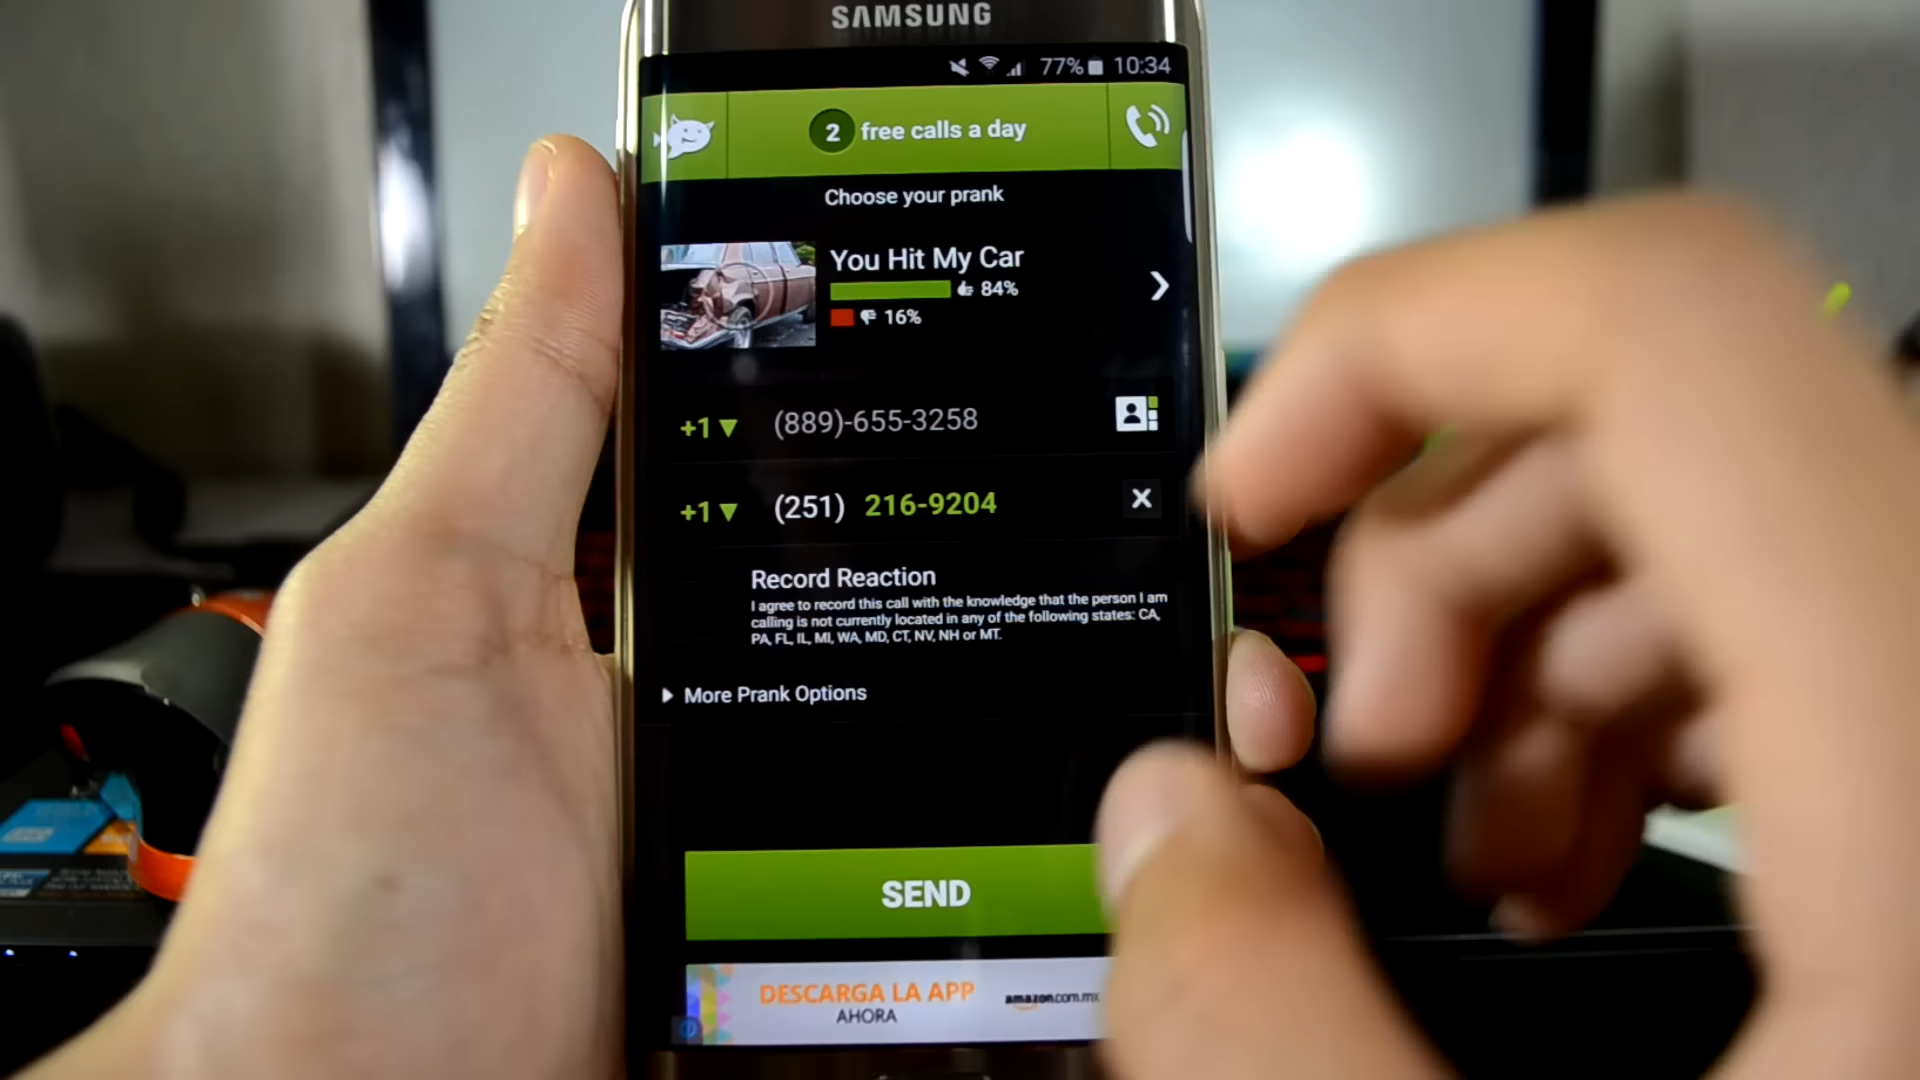 SAMSUNG
77% 10:34
2 free calls a day
Choose your prank
You Hit My Car
84%
16%
+1 (889)-655-3258
+1 (251) 216-9204 X
Record Reaction
I agree to record this call with the knowledge that the person I am
calling is not currently located in any of the following states: CA,
PA, FL, IL, MI, WA, MD, CT, NV, NH or MT.
More Prank Options
SEND
DESCARGA LA APP
AHORA
amazon.com.mx